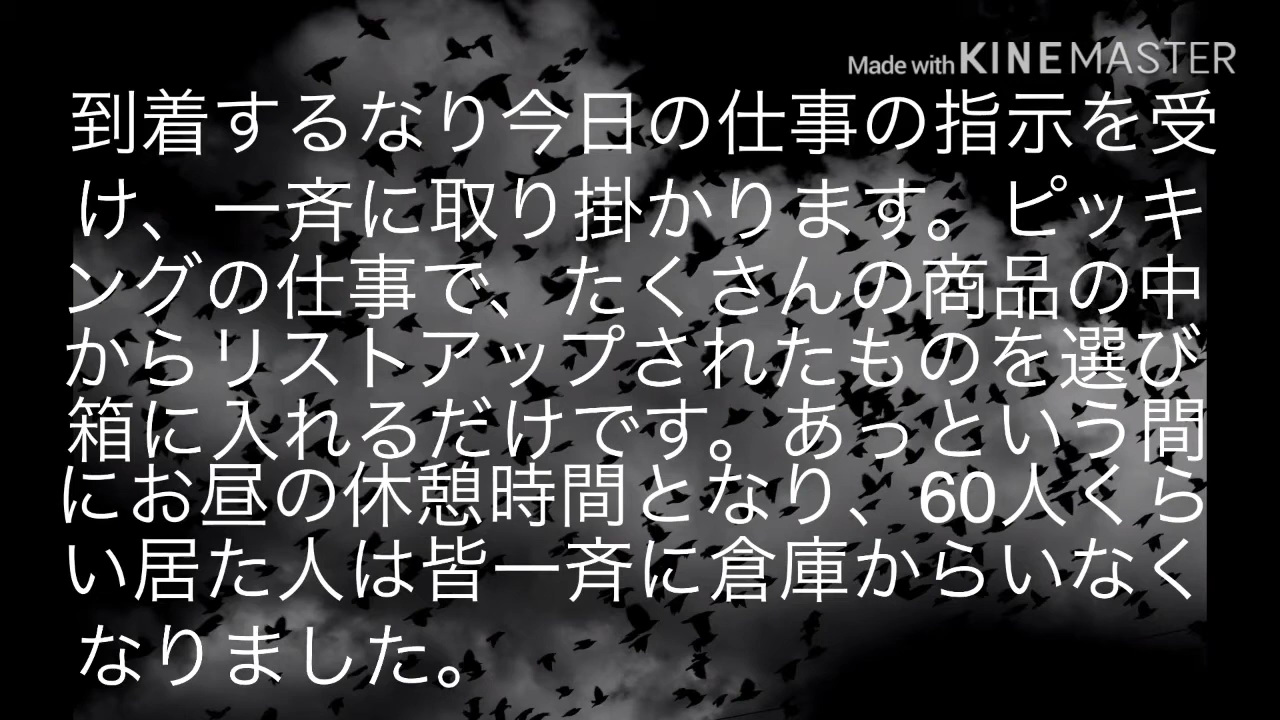 Made with KINEMASTER
到着するなり今日の仕事の指示を受
け、一斉に取り掛かります。ピッキ
ングの仕事で、たくさんの商品の中
からリストアップされたものを選び
箱に入れるだけです。あっという間
にお昼の休憩時間となり、60人くら
い居た人は皆一斉に倉庫からいなく
なりました。